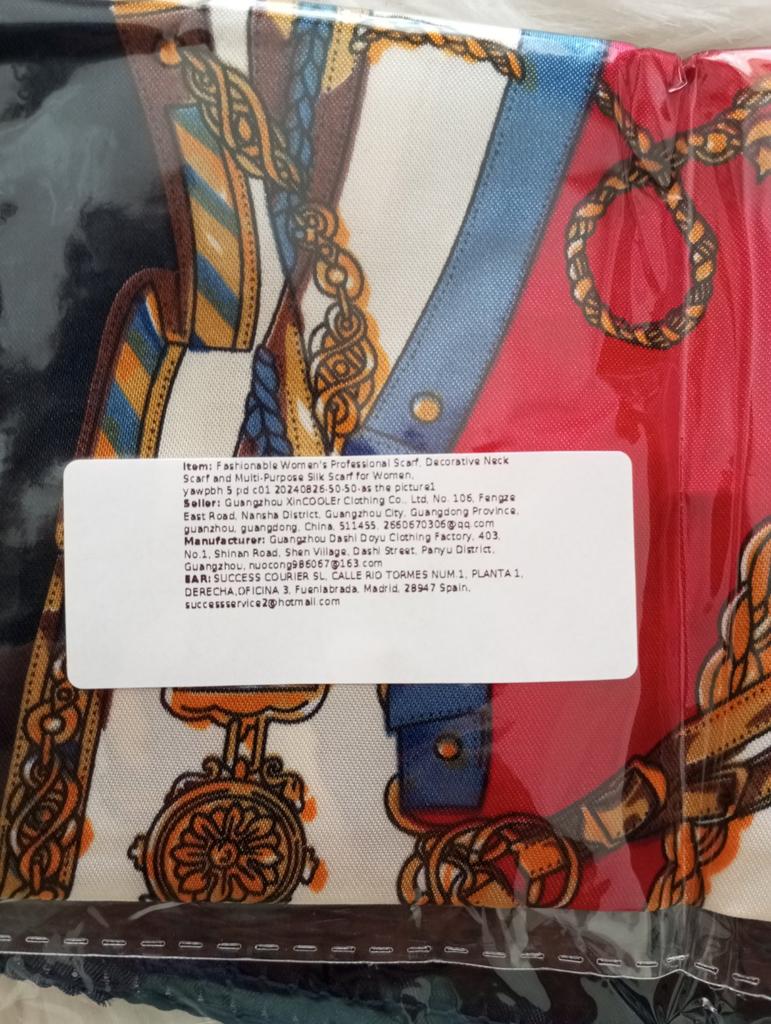 Item: Fashionable Women's Professional Scarf, Decorative Neck
Scarf and Multi-Purpose Silk Scarf for Women,
yawpbh 5 pd c01 20240826-50-50-as the picture1
Seller: Guangzhou XinCOOLEr Clothing Co., Ltd, No. 106, Fengze
East Road, Nansha District, Guangzhou City, Guangdong Province,
guanzhou, guangdong, China, 511455, 2660670306@qq.com
Manufacturer: Guangzhou Dashi Doyu Clothing Factory, 403,
No.1, Shinan Road, Shen Village, Dashi Street, Panyu District,
Guangzhou, nuocong986067@163.com
EAR: SUCCESS COURIER SL, CALLE RIO TORMES NUM.1, PLANTA 1,
DERECHA,OFICINA 3, Fuenlabrada, Madrid, 28947 Spain,
successservice2@hotmail.com